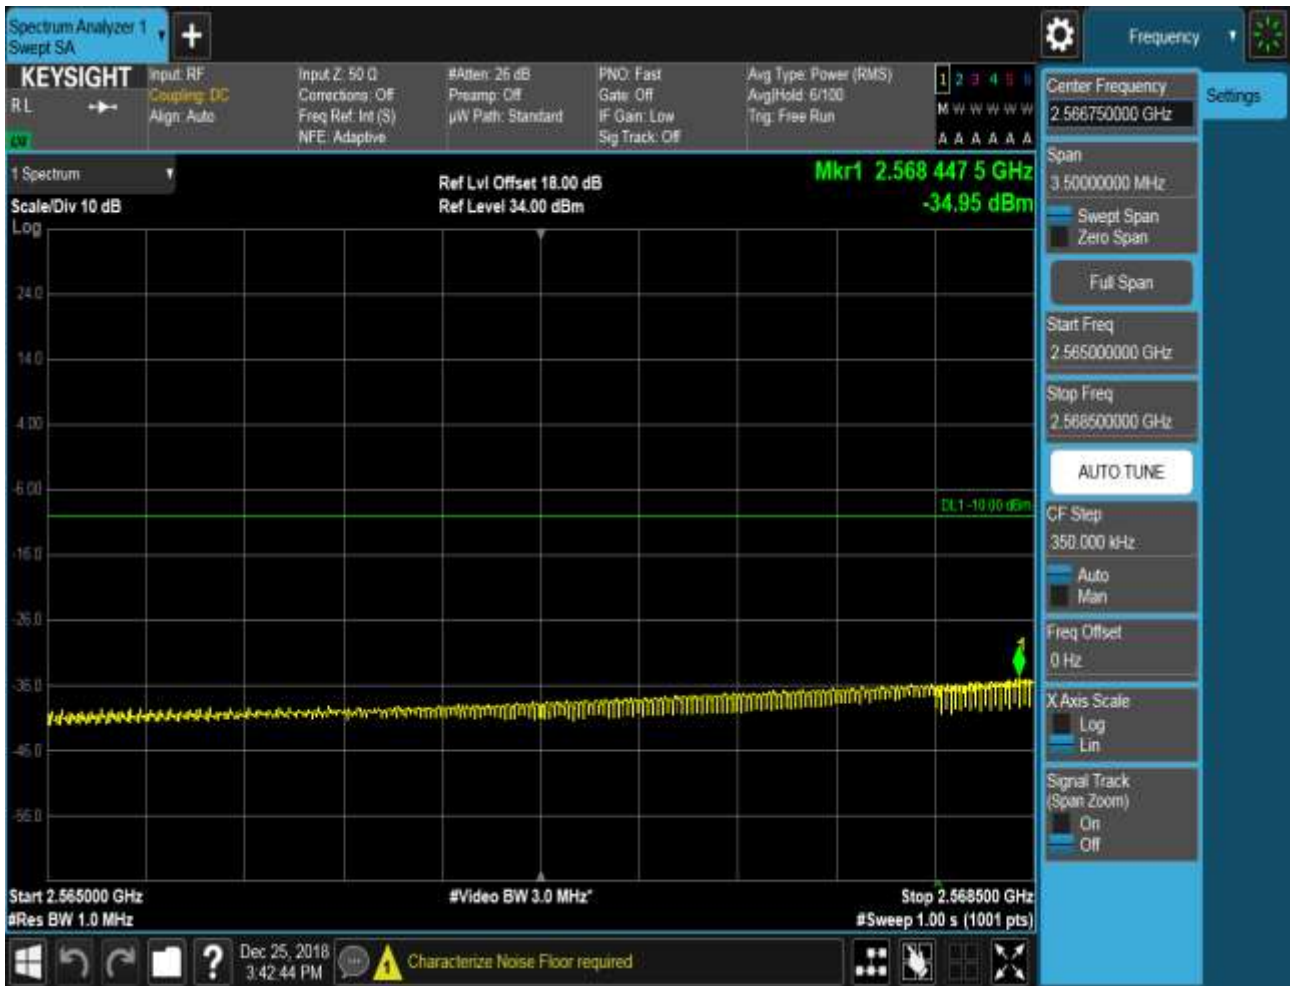 Spectrum Analyzer 1
Swept SA
Frequency
KEYSIGHT
R L
Input: RF
Coupling: DC
Align: Auto
Input Z: 50 Ω
Corrections: Off
Freq Ref: Int (S)
NFE: Adaptive
#Atten: 26 dB
Preamp: Off
µW Path: Standard
PNO: Fast
Gate: Off
IF Gain: Low
Sig Track: Off
Avg Type: Power (RMS)
Avg|Hold: 6/100
Trig: Free Run
1 2 3 4 5 6
M W W W W W
A A A A A A
Center Frequency
2.566750000 GHz
Settings
Span
3.50000000 MHz
Swept Span
Zero Span
Full Span
Start Freq
2.565000000 GHz
Stop Freq
2.568500000 GHz
AUTO TUNE
CF Step
350.000 kHz
Auto
Man
Freq Offset
0 Hz
X Axis Scale
Log
Lin
Signal Track
(Span Zoom)
On
Off
1 Spectrum
Scale/Div 10 dB
Log
Ref Lvl Offset 18.00 dB
Ref Level 34.00 dBm
Mkr1 2.568 447 5 GHz
-34.95 dBm
24.0
14.0
4.00
-6.00
DL1 -10.00 dBm
-16.0
-26.0
1
-36.0
-46.0
-56.0
Start 2.565000 GHz
#Video BW 3.0 MHz*
Stop 2.568500 GHz
#Res BW 1.0 MHz
#Sweep 1.00 s (1001 pts)
?
Dec 25, 2018
3:42:44 PM
1
Characterize Noise Floor required